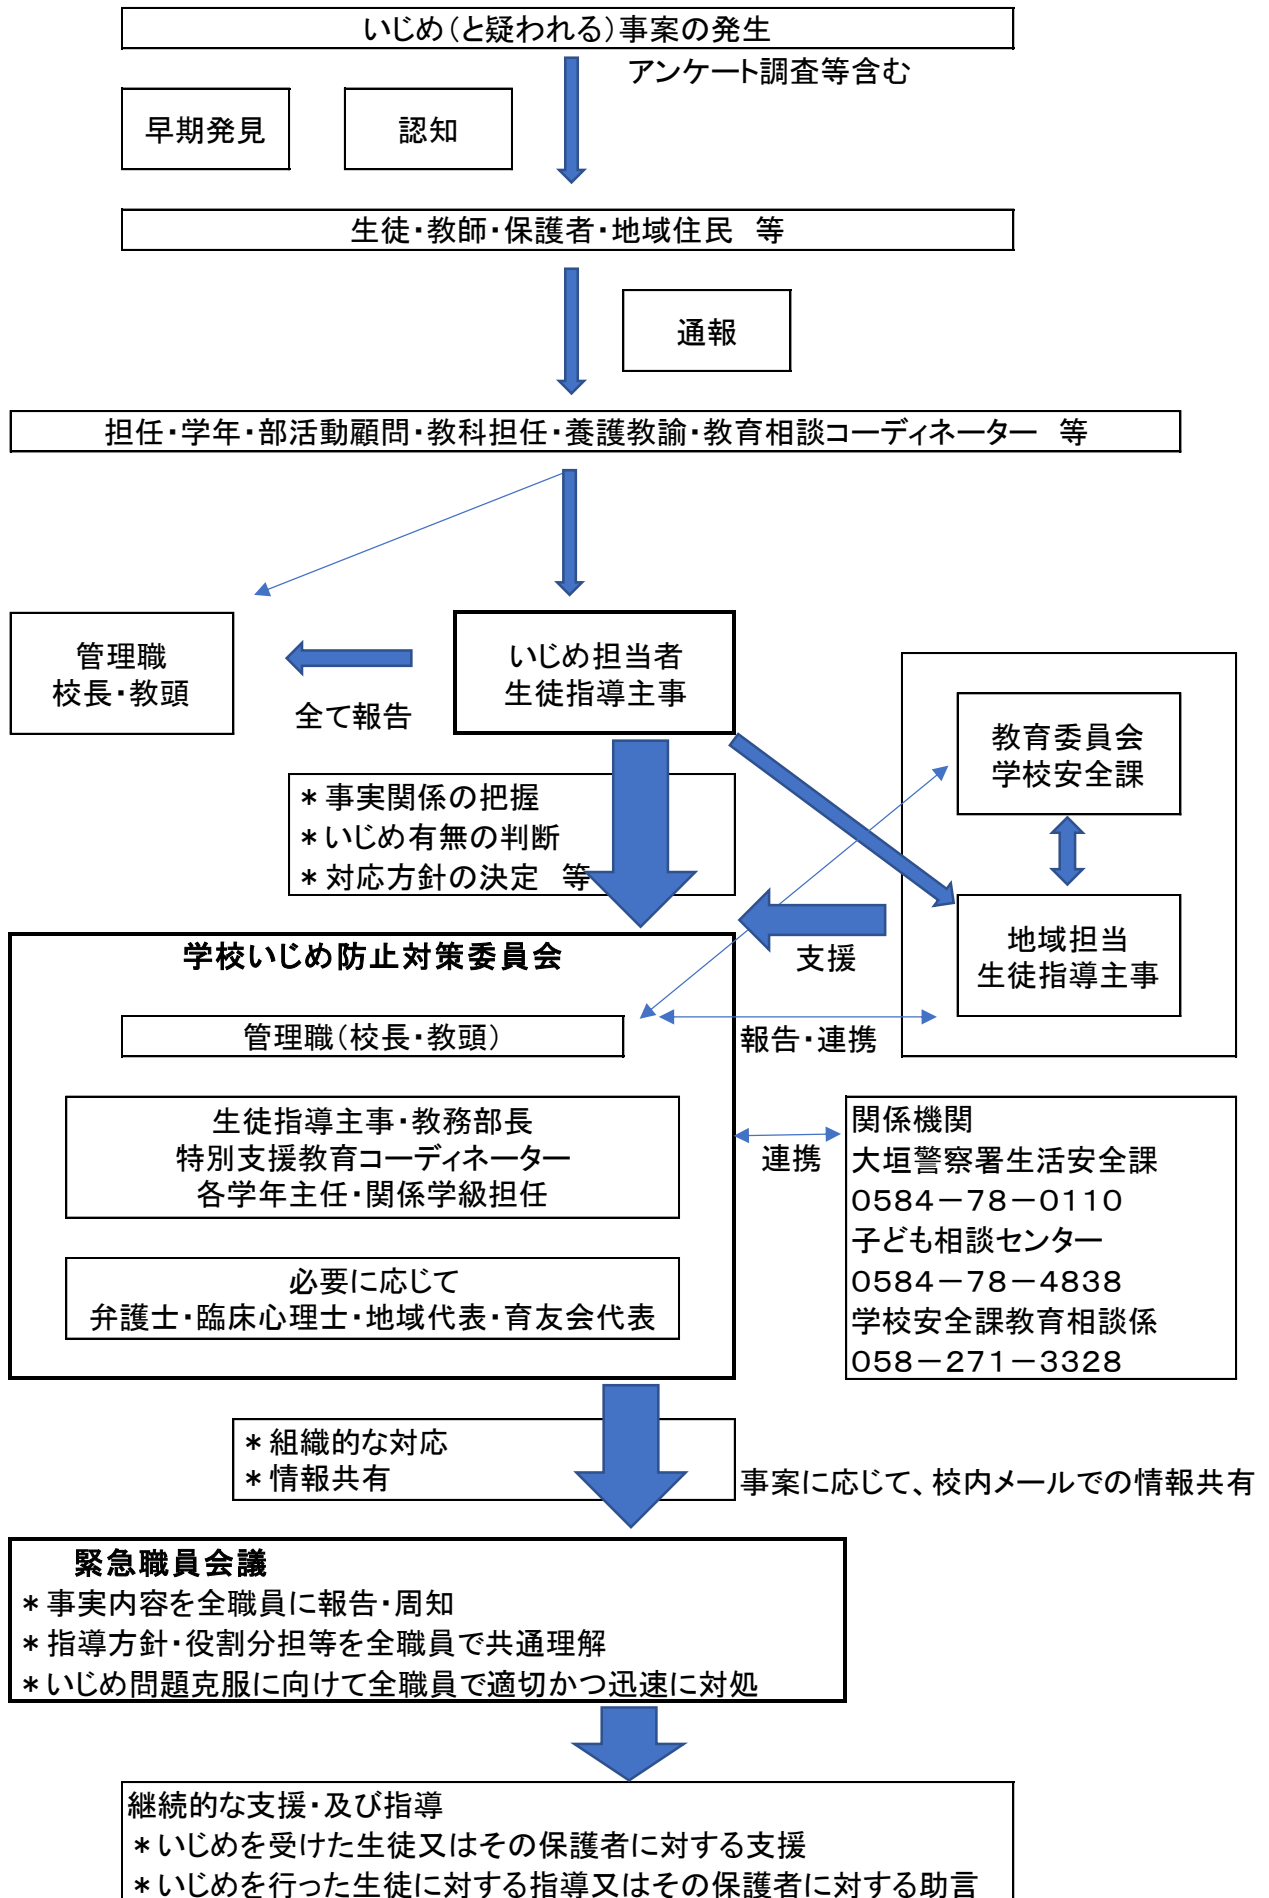 いじめ(と疑われる)事案の発生
アンケート調査等含む
早期発見
認知
生徒・教師・保護者・地域住民　等
通報
担任・学年・部活動顧問・教科担任・養護教諭・教育相談コーディネーター　等
管理職
校長・教頭
全て報告
いじめ担当者
生徒指導主事
教育委員会
学校安全課
＊事実関係の把握
＊いじめ有無の判断
＊対応方針の決定　等
支援
地域担当
生徒指導主事
学校いじめ防止対策委員会
管理職(校長・教頭)
報告・連携
生徒指導主事・教務部長
特別支援教育コーディネーター
各学年主任・関係学級担任
連携
関係機関
大垣警察署生活安全課
０５８４－７８－０１１０
子ども相談センター
０５８４－７８－４８３８
学校安全課教育相談係
０５８－２７１－３３２８
必要に応じて
弁護士・臨床心理士・地域代表・育友会代表
＊組織的な対応
＊情報共有
事案に応じて、校内メールでの情報共有
緊急職員会議
＊事実内容を全職員に報告・周知
＊指導方針・役割分担等を全職員で共通理解
＊いじめ問題克服に向けて全職員で適切かつ迅速に対処
継続的な支援・及び指導
＊いじめを受けた生徒又はその保護者に対する支援
＊いじめを行った生徒に対する指導又はその保護者に対する助言